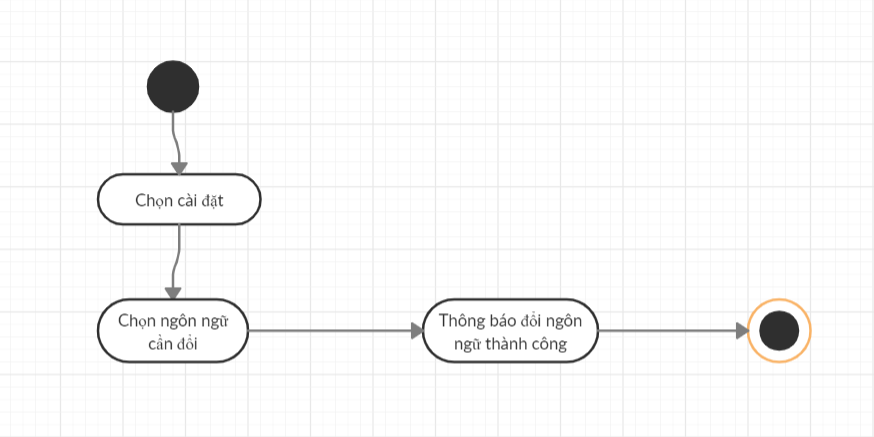 Chọn cài đặt
Chọn ngôn ngữ
cần đổi
Thông báo đổi ngôn
ngữ thành công